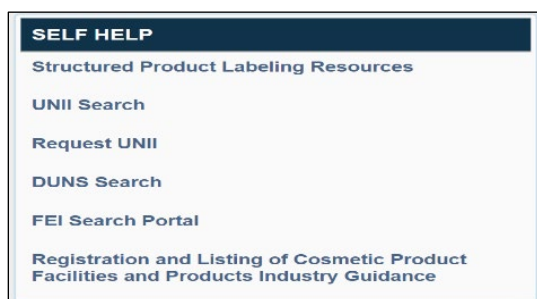 SELF HELP
Structured Product Labeling Resources
UNII Search
Request UNII
DUNS Search
FEI Search Portal
Registration and Listing of Cosmetic Product
Facilities and Products Industry Guidance